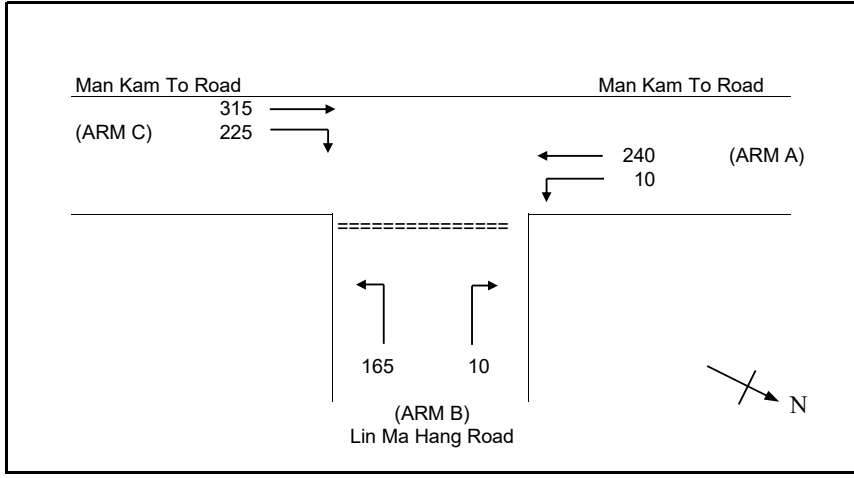 Man Kam To Road
Man Kam To Road
315
(ARM C) 225
240 (ARM A)
10
===============
165 10
(ARM B)
Lin Ma Hang Road
N